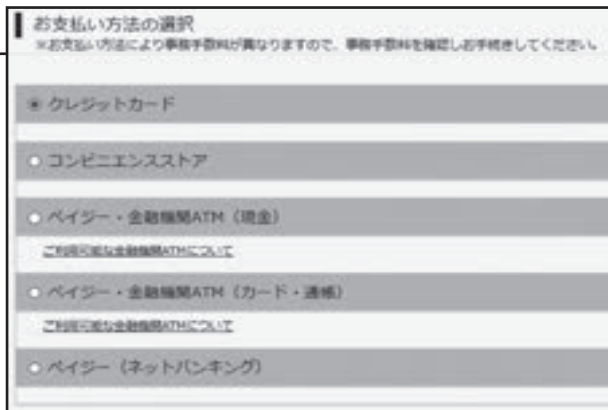 お支払い方法の選択
※お支払い方法により事務手数料が異なりますので、事務手数料を確認しお手続きしてください。
クレジットカード
コンビニエンスストア
ペイジー・金融機関ATM（現金）
ご利用可能な金融機関ATMについて
ペイジー・金融機関ATM（カード・通帳）
ご利用可能な金融機関ATMについて
ペイジー（ネットバンキング）